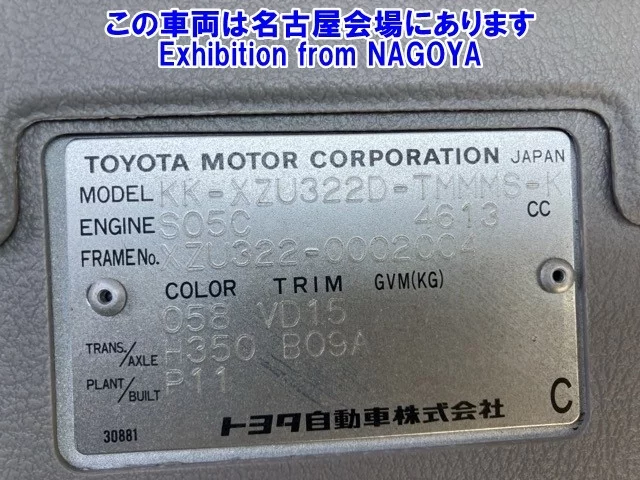 この車両は名古屋会場にあります
Exhibition from NAGOYA
TOYOTA MOTOR CORPORATION JAPAN
MODEL KK-XZU322D-TMMMS-K
ENGINE S05C 4613 CC
FRAME No. XZU322-0002004
COLOR TRIM GVM(KG)
058 VD15
TRANS./AXLE H350 B09A
PLANT/BUILT P11
30881 トヨタ自動車株式会社 C